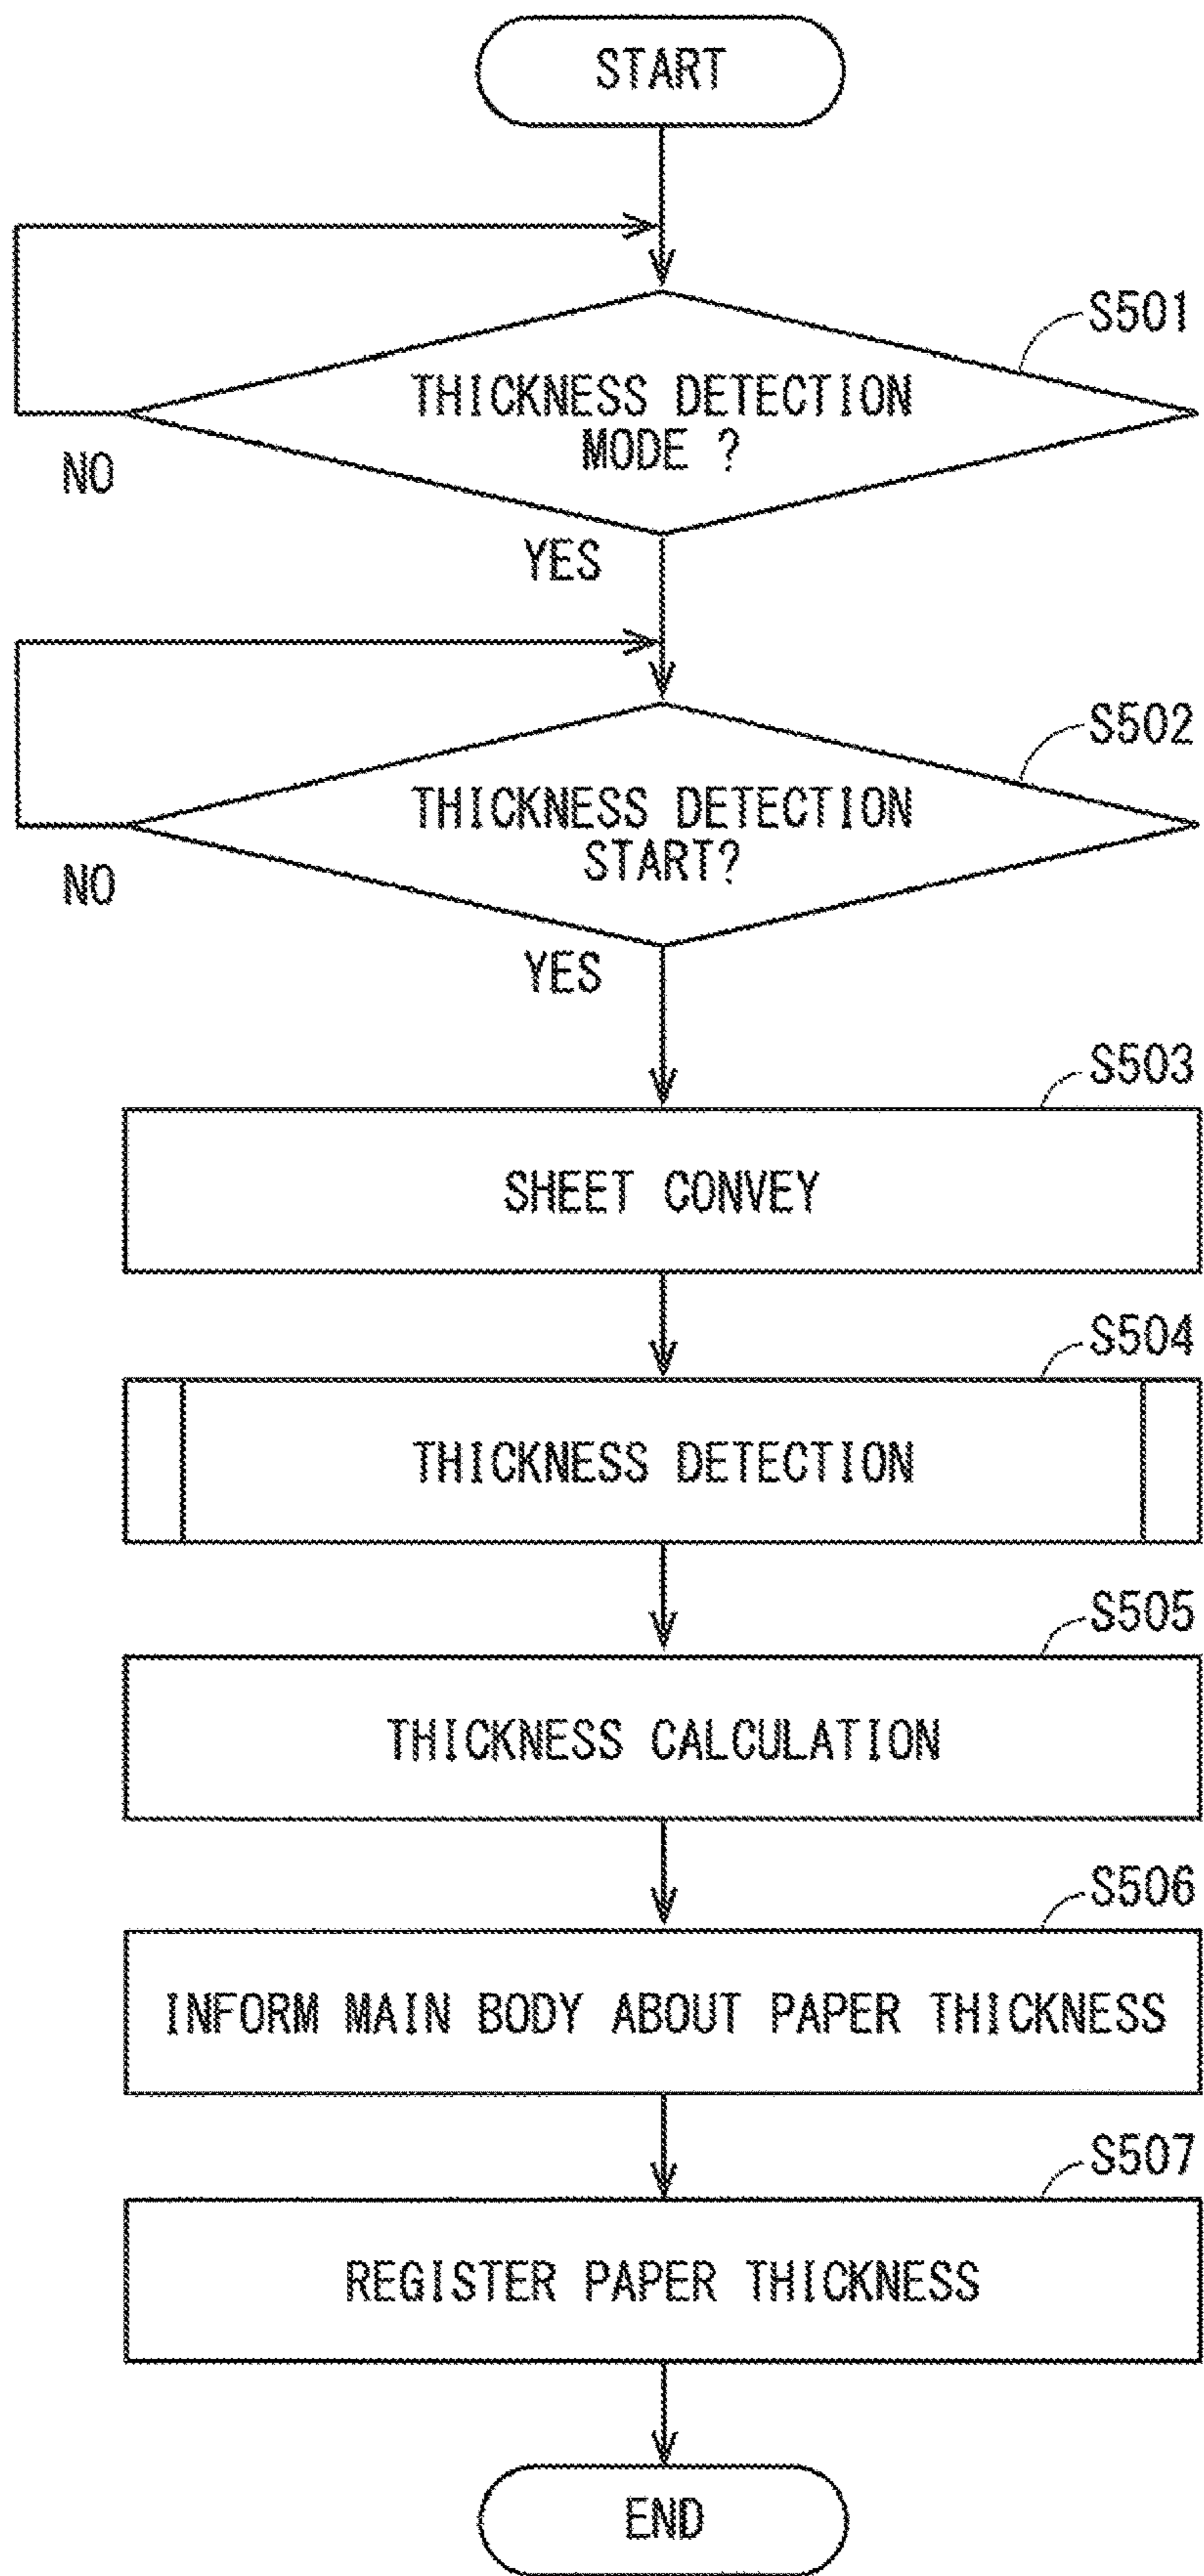 START
S501
THICKNESS DETECTION
MODE ?
NO
YES
S502
THICKNESS DETECTION
START?
NO
YES
S503
SHEET CONVEY
S504
THICKNESS DETECTION
S505
THICKNESS CALCULATION
S506
INFORM MAIN BODY ABOUT PAPER THICKNESS
S507
REGISTER PAPER THICKNESS
END